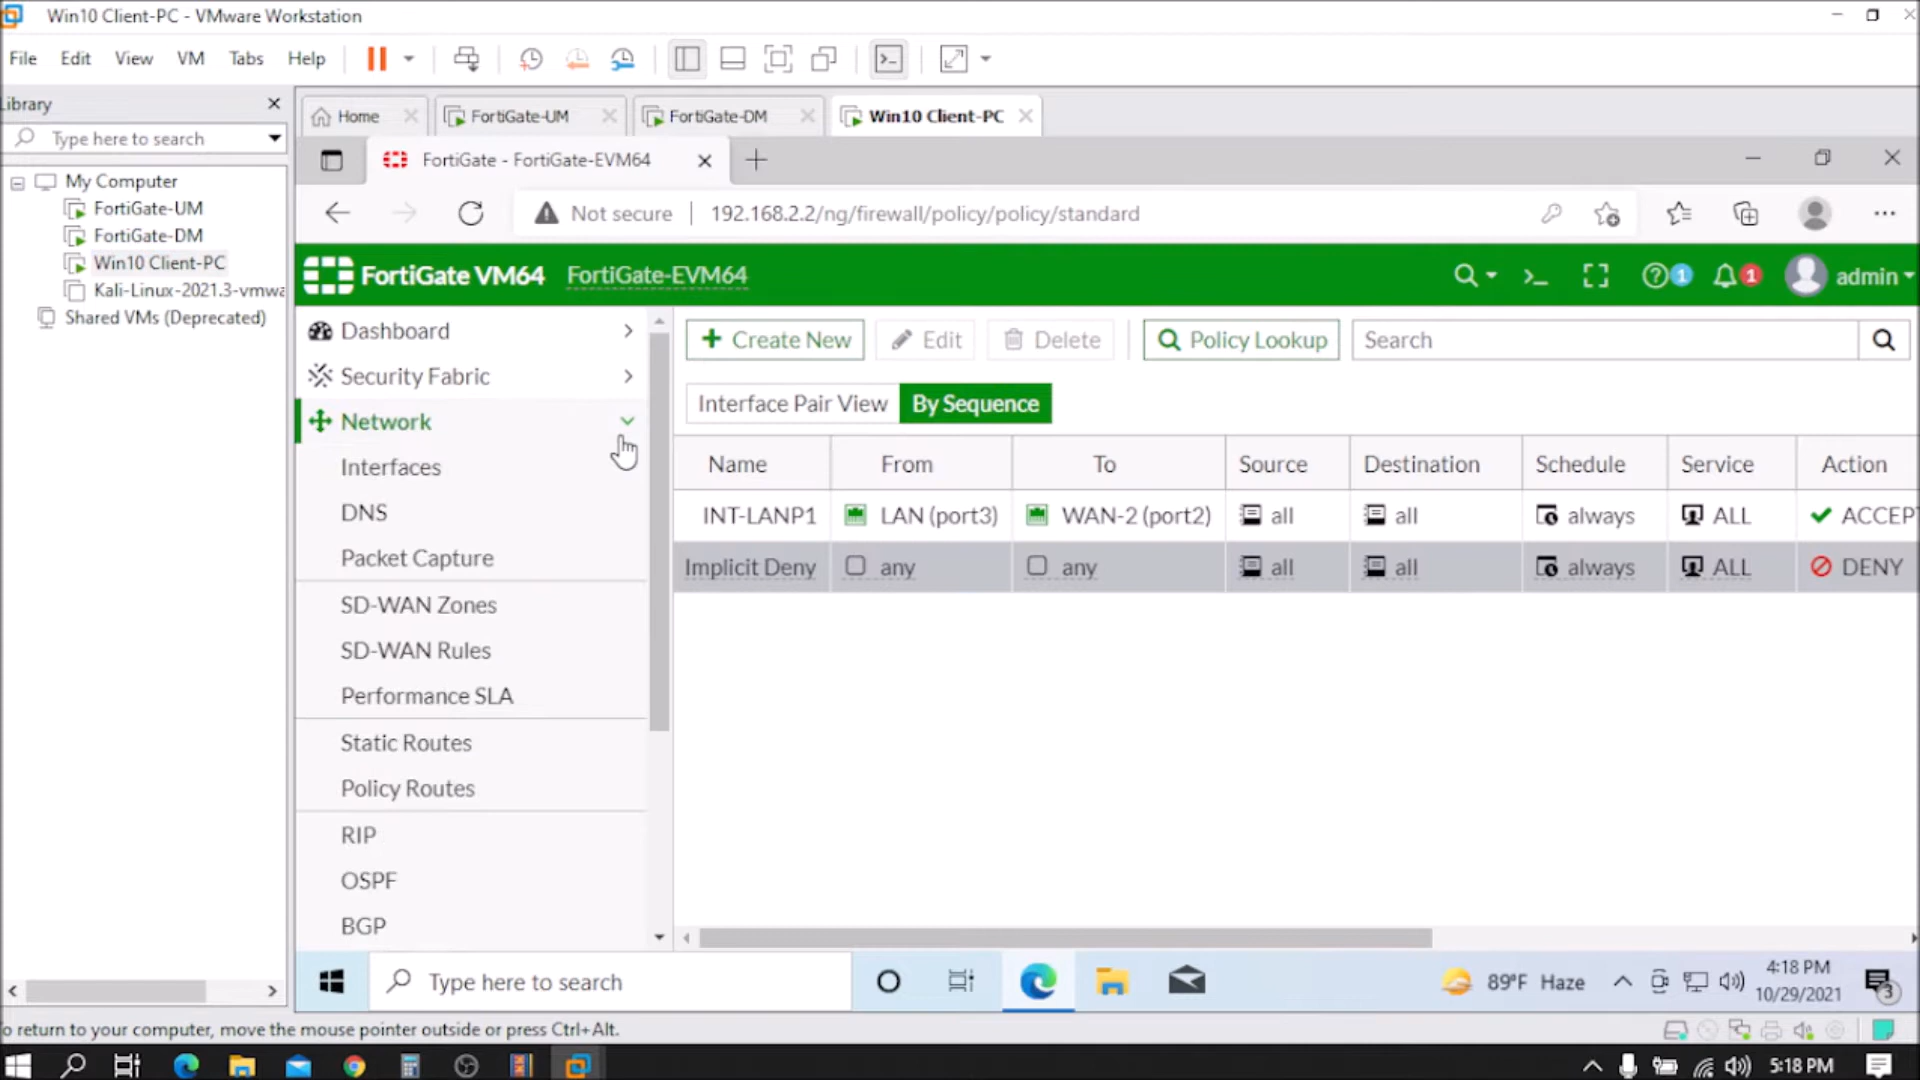 Win10 Client-PC - VMware Workstation
File Edit View VM Tabs Help
Library
Type here to search
My Computer
FortiGate-UM
FortiGate-DM
Win10 Client-PC
Kali-Linux-2021.3-vmwa
Shared VMs (Deprecated)
Home FortiGate-UM FortiGate-DM Win10 Client-PC
FortiGate - FortiGate-EVM64
Not secure 192.168.2.2/ng/firewall/policy/policy/standard
FortiGate VM64 FortiGate-EVM64 1 1 admin
Dashboard
Security Fabric
Network
Interfaces
DNS
Packet Capture
SD-WAN Zones
SD-WAN Rules
Performance SLA
Static Routes
Policy Routes
RIP
OSPF
BGP
Create New Edit Delete Policy Lookup Search
Interface Pair View By Sequence
Name From To Source Destination Schedule Service Action
INT-LANP1 LAN (port3) WAN-2 (port2) all all always ALL ACCEPT
Implicit Deny any any all all always ALL DENY
Type here to search 89°F Haze 4:18 PM
10/29/2021 3
o return to your computer, move the mouse pointer outside or press Ctrl+Alt.
5:18 PM